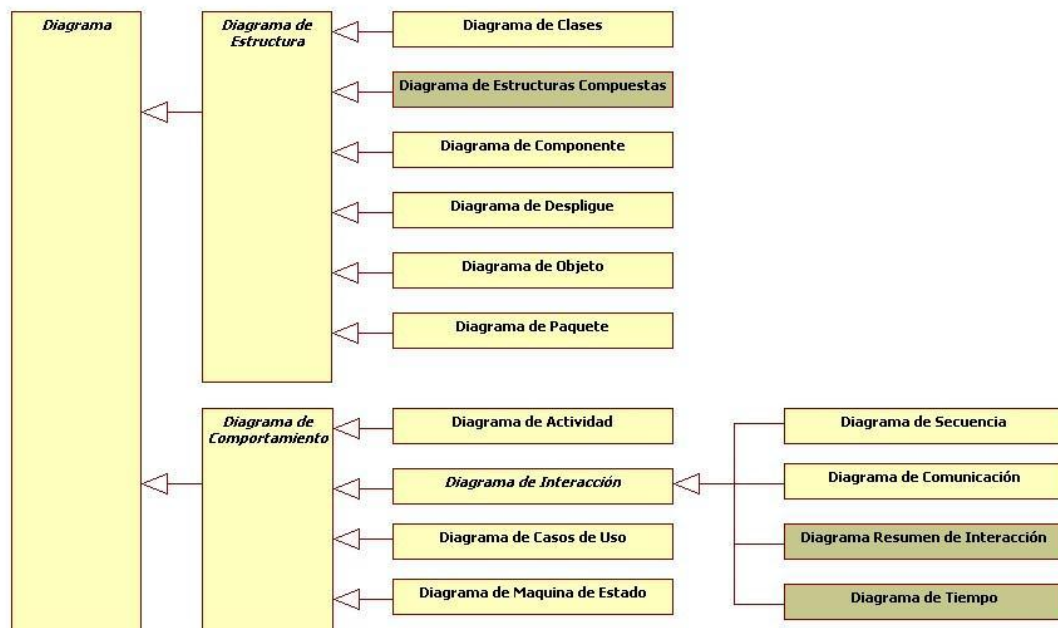 Diagrama
Diagrama de
Estructura
Diagrama de Clases
Diagrama de Estructuras Compuestas
Diagrama de Componente
Diagrama de Despligue
Diagrama de Objeto
Diagrama de Paquete
Diagrama de
Comportamiento
Diagrama de Actividad
Diagrama de Interacción
Diagrama de Casos de Uso
Diagrama de Maquina de Estado
Diagrama de Secuencia
Diagrama de Comunicación
Diagrama Resumen de Interacción
Diagrama de Tiempo